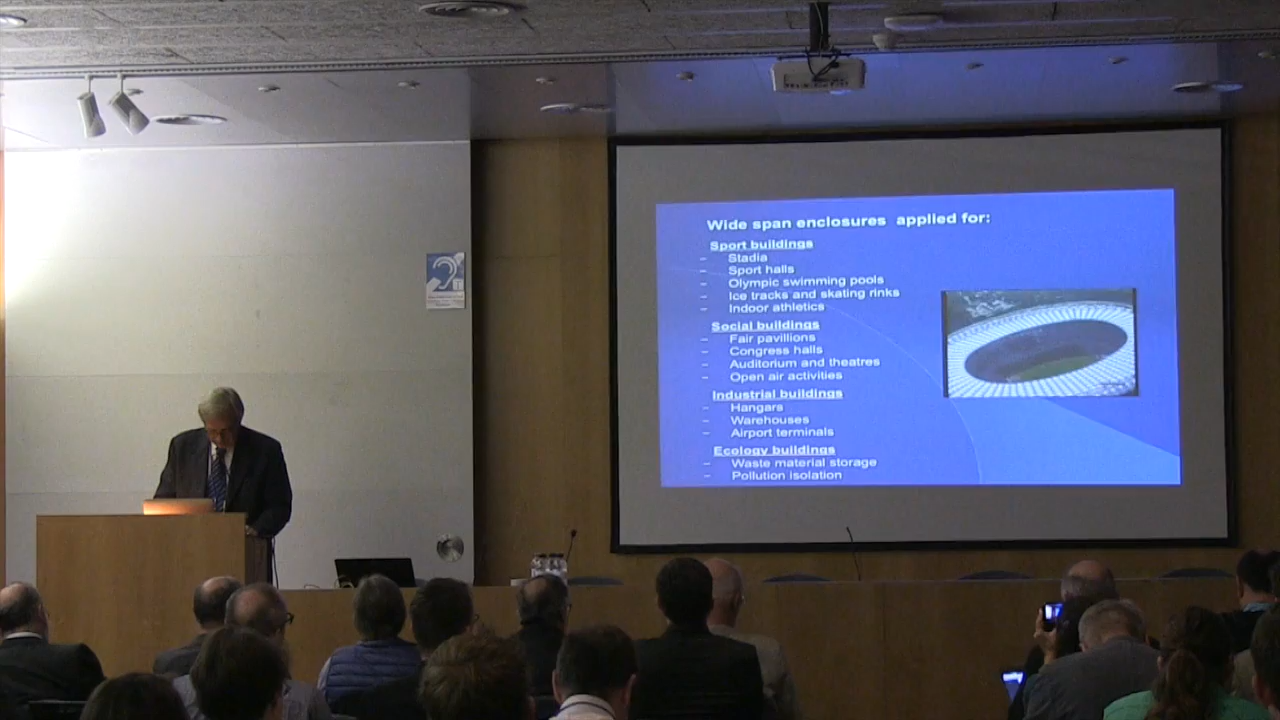 Wide span enclosures applied for:
Sport buildings
– Stadia
– Sport halls
– Olympic swimming pools
– Ice tracks and skating rinks
– Indoor athletics
Social buildings
– Fair pavillions
– Congress halls
– Auditorium and theatres
– Open air activities
Industrial buildings
– Hangars
– Warehouses
– Airport terminals
Ecology buildings
– Waste material storage
– Pollution isolation